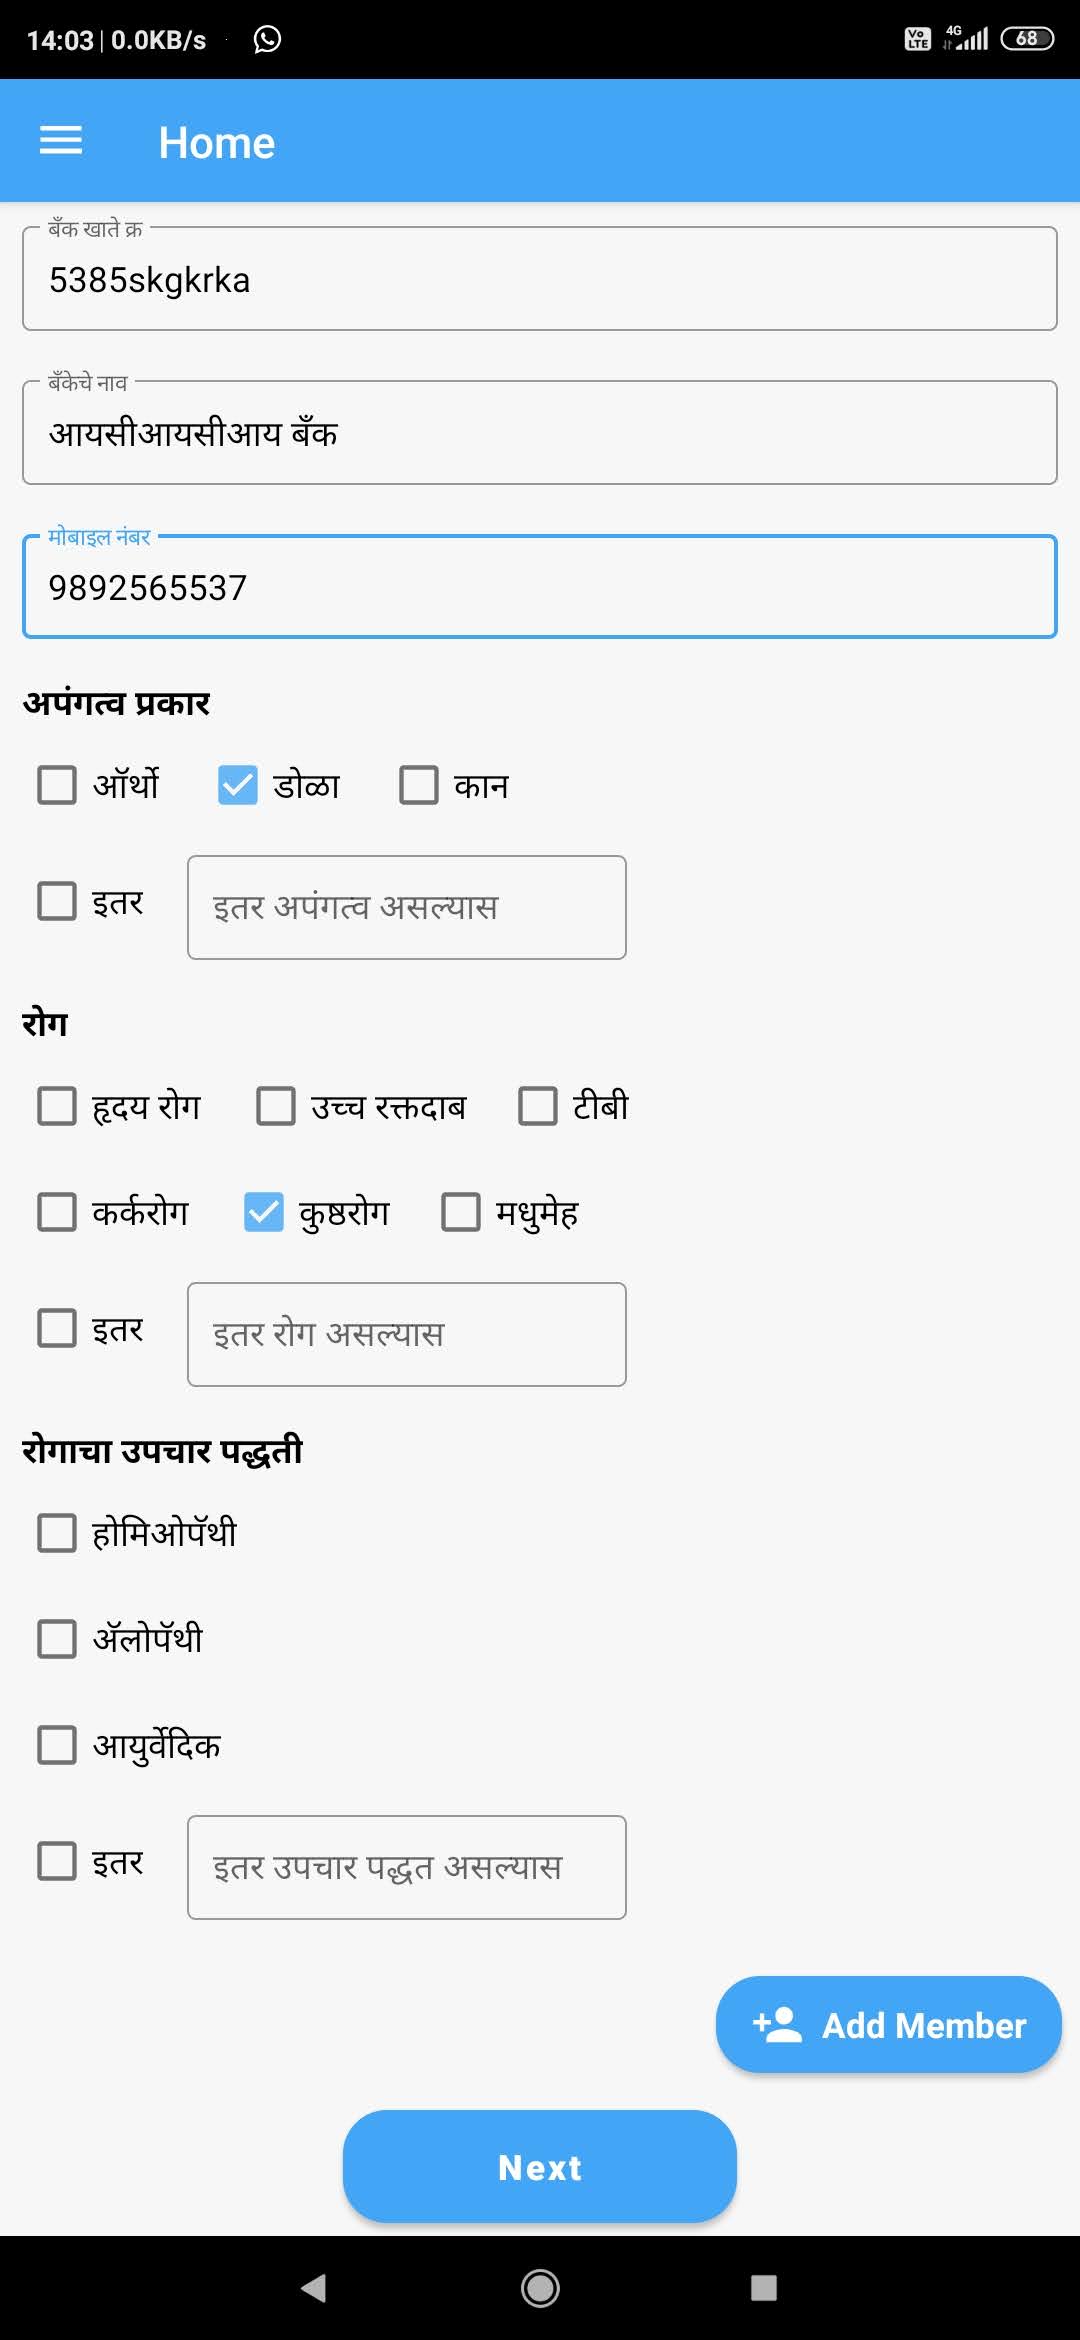 14:03 | 0.0KB/s
Vo LTE 4G 68
Home
बँक खाते क्र
5385skgkrka
बँकेचे नाव
आयसीआयसीआय बँक
मोबाइल नंबर
9892565537
अपंगत्व प्रकार
ऑर्थो डोळा कान
इतर इतर अपंगत्व असल्यास
रोग
हृदय रोग उच्च रक्तदाब टीबी
कर्करोग कुष्ठरोग मधुमेह
इतर इतर रोग असल्यास
रोगाचा उपचार पद्धती
होमिओपॅथी
ॲलोपॅथी
आयुर्वेदिक
इतर इतर उपचार पद्धत असल्यास
Add Member
Next